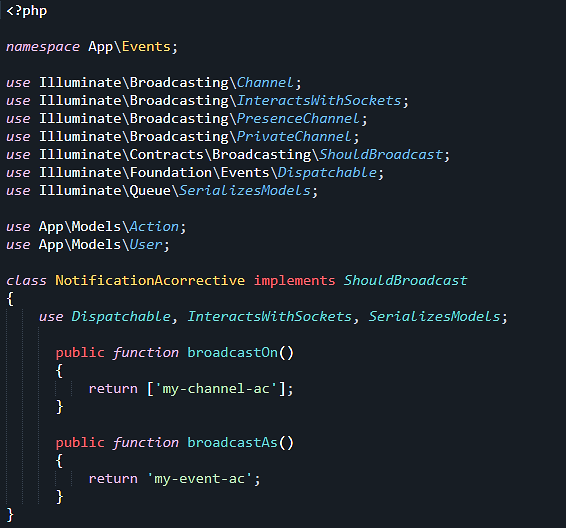 <?php
namespace App\Events;
use Illuminate\Broadcasting\Channel;
use Illuminate\Broadcasting\InteractsWithSockets;
use Illuminate\Broadcasting\PresenceChannel;
use Illuminate\Broadcasting\PrivateChannel;
use Illuminate\Contracts\Broadcasting\ShouldBroadcast;
use Illuminate\Foundation\Events\Dispatchable;
use Illuminate\Queue\SerializesModels;
use App\Models\Action;
use App\Models\User;
class NotificationAcorrective implements ShouldBroadcast
{
use Dispatchable, InteractsWithSockets, SerializesModels;
public function broadcastOn()
{
return ['my-channel-ac'];
}
public function broadcastAs()
{
return 'my-event-ac';
}
}